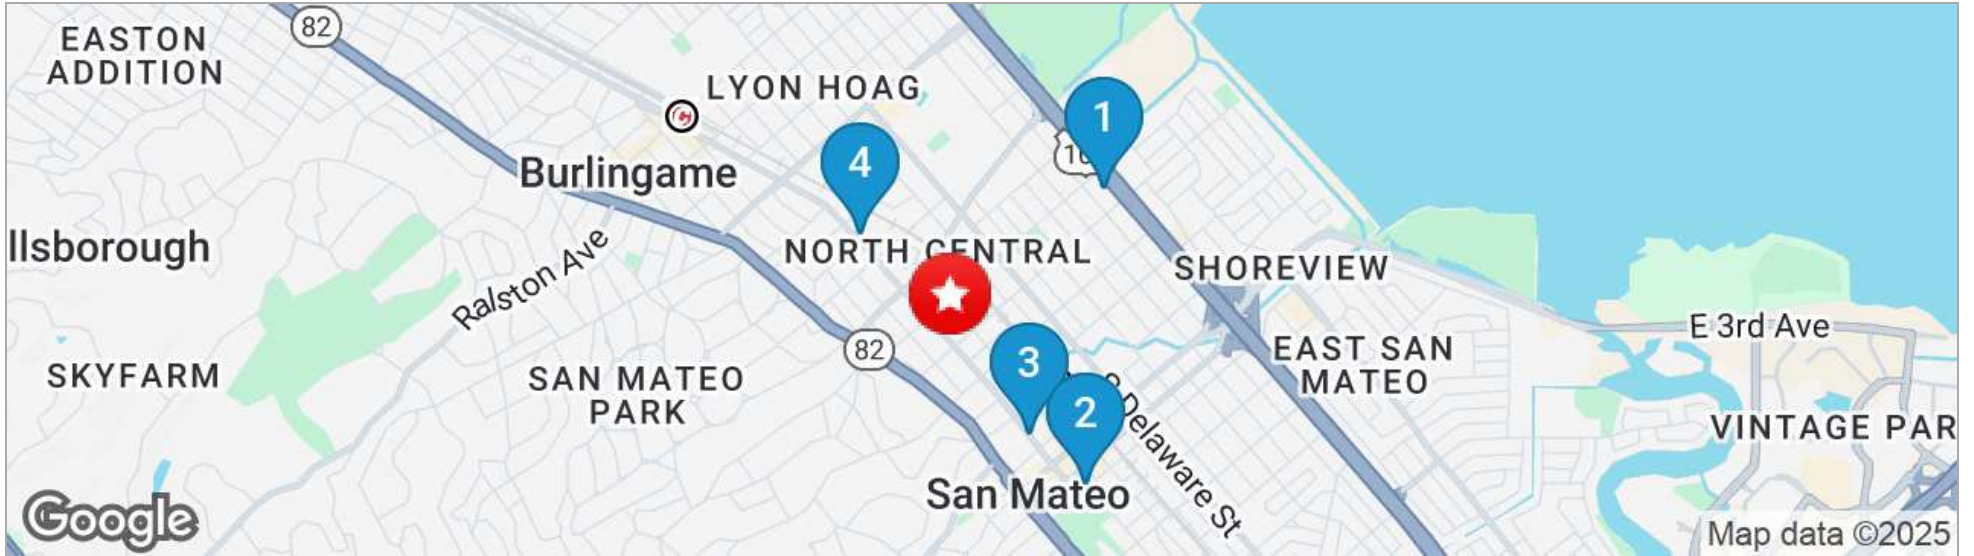 82
EASTON
ADDITION
LYON HOAG
1
4
Burlingame
NORTH CENTRAL
llsborough
Ralston Ave
SHOREVIEW
E 3rd Ave
82
3
EAST SAN
MATEO
SKYFARM
SAN MATEO
PARK
2
Delaware St
VINTAGE PAR
San Mateo
Google
Map data ©2025